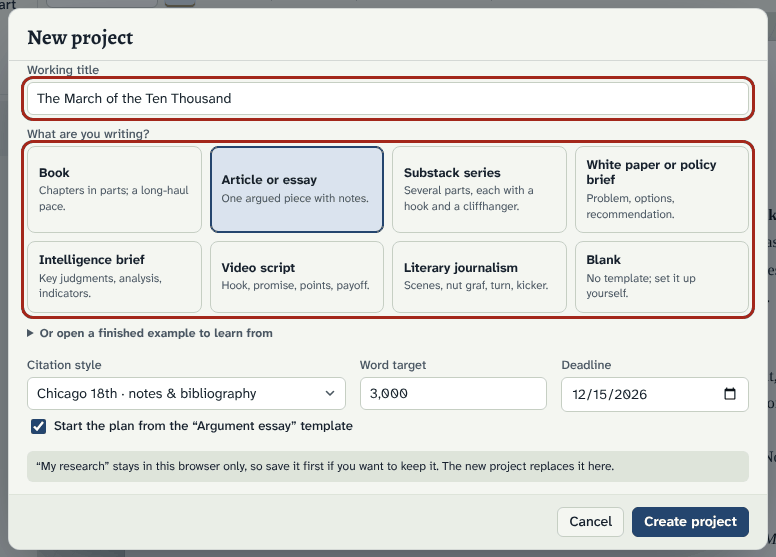 art
New project
Working title
The March of the Ten Thousand
What are you writing?
Book
Chapters in parts; a long-haul
pace.
Article or essay
One argued piece with notes.
Substack series
Several parts, each with a
hook and a cliffhanger.
White paper or policy
brief
Problem, options,
recommendation.
Intelligence brief
Key judgments, analysis,
indicators.
Video script
Hook, promise, points, payoff.
Literary journalism
Scenes, nut graf, turn, kicker.
Blank
No template; set it up
yourself.
Or open a finished example to learn from
Citation style
Word target
Deadline
Chicago 18th · notes & bibliography
3,000
12/15/2026
Start the plan from the “Argument essay” template
“My research” stays in this browser only, so save it first if you want to keep it. The new project replaces it here.
Cancel
Create project